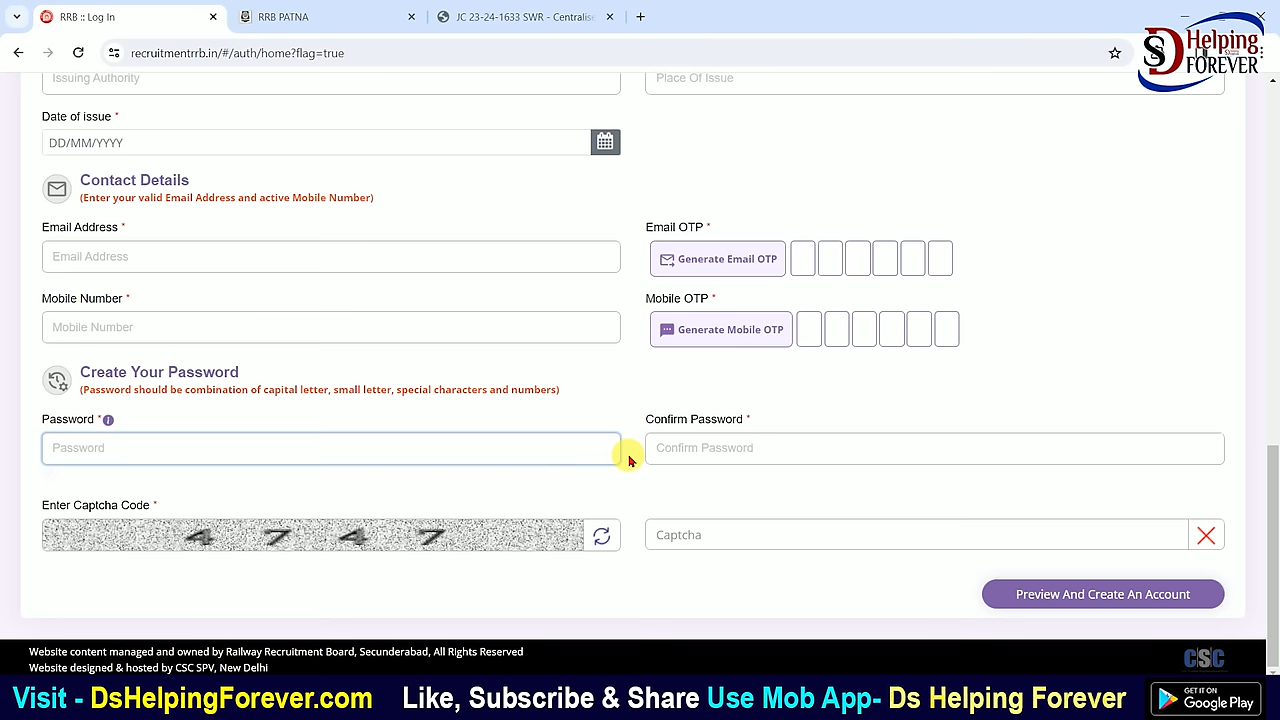 RRB :: Log In
RRB PATNA
JC 23-24-1633 SWR - Centralise
recruitmentrrb.in/#/auth/home?flag=true
SD Helping FOREVER
Issuing Authority
Place Of Issue
Date of issue *
DD/MM/YYYY
Contact Details
(Enter your valid Email Address and active Mobile Number)
Email Address *
Email OTP *
Email Address
Generate Email OTP
Mobile Number *
Mobile OTP *
Mobile Number
Generate Mobile OTP
Create Your Password
(Password should be combination of capital letter, small letter, special characters and numbers)
Password * i
Confirm Password *
Password
Confirm Password
Enter Captcha Code *
4 7 4 7
Captcha
Preview And Create An Account
Website content managed and owned by Railway Recruitment Board, Secunderabad, All Rights Reserved
Website designed & hosted by CSC SPV, New Delhi
CSC
Visit - DsHelpingForever.com Like, Subscribe & Share Use Mob App- Ds Helping Forever
GET IT ON
Google Play